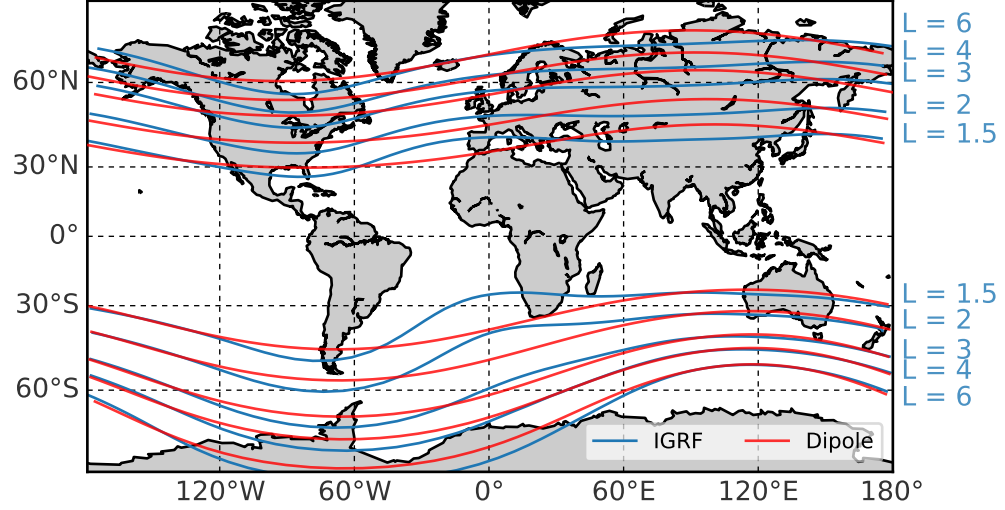 L = 6
L = 4
60°N
L = 3
L = 2
L = 1.5
30°N
0°
L = 1.5
30°S
L = 2
L = 3
L = 4
60°S
L = 6
IGRF Dipole
120°W 60°W 0° 60°E 120°E 180°